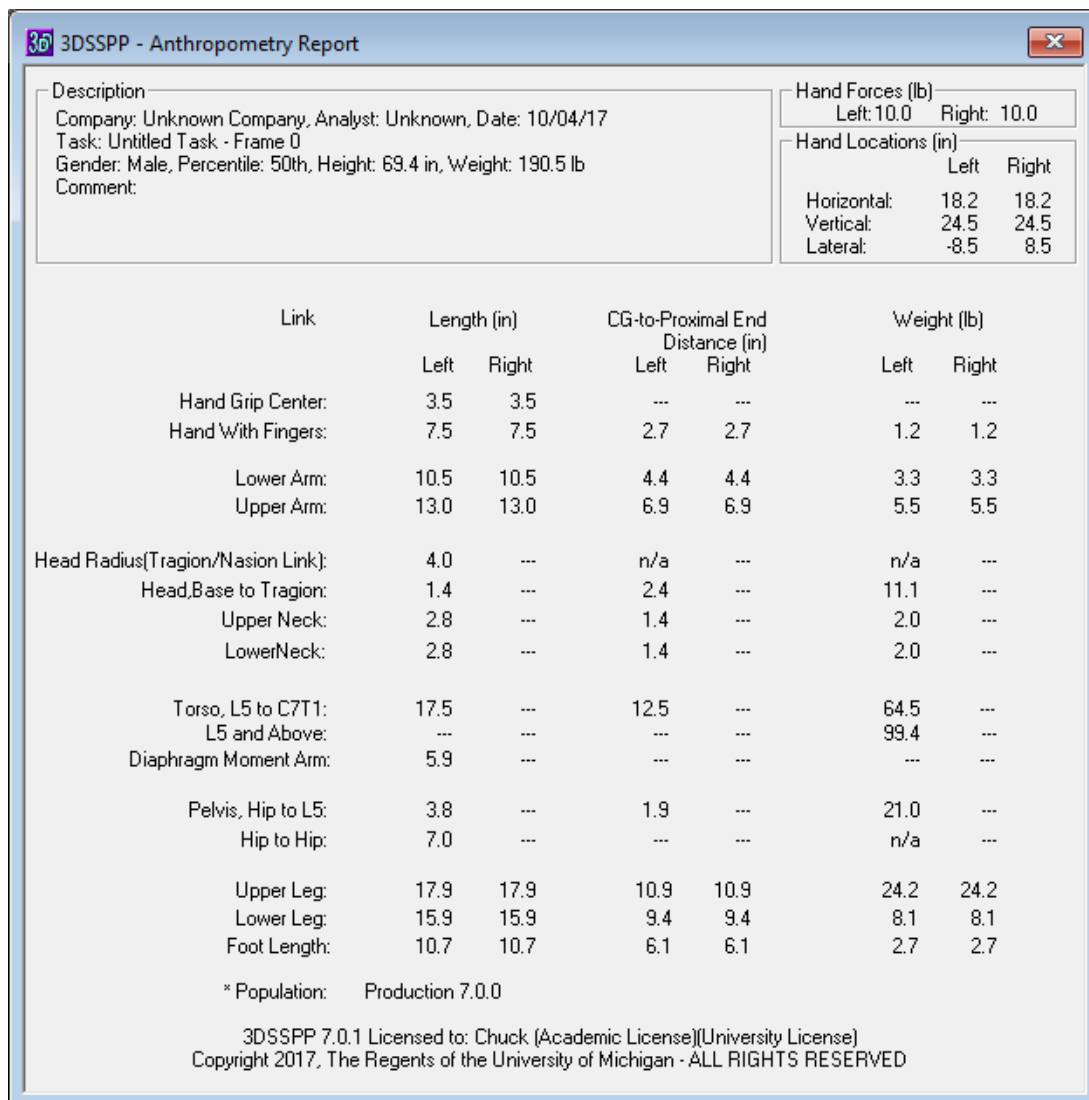 3DSSPP - Anthropometry Report
Description
Company: Unknown Company, Analyst: Unknown, Date: 10/04/17
Task: Untitled Task - Frame 0
Gender: Male, Percentile: 50th, Height: 69.4 in, Weight: 190.5 lb
Comment:
Hand Forces (lb)
Left: 10.0 Right: 10.0
Hand Locations (in)
Left Right
Horizontal: 18.2 18.2
Vertical: 24.5 24.5
Lateral: -8.5 8.5
Link Length (in) CG-to-Proximal End Weight (lb)
Distance (in)
Left Right Left Right Left Right
Hand Grip Center: 3.5 3.5 --- --- --- ---
Hand With Fingers: 7.5 7.5 2.7 2.7 1.2 1.2
Lower Arm: 10.5 10.5 4.4 4.4 3.3 3.3
Upper Arm: 13.0 13.0 6.9 6.9 5.5 5.5
Head Radius(Tragion/Nasion Link): 4.0 --- n/a --- n/a ---
Head,Base to Tragion: 1.4 --- 2.4 --- 11.1 ---
Upper Neck: 2.8 --- 1.4 --- 2.0 ---
LowerNeck: 2.8 --- 1.4 --- 2.0 ---
Torso, L5 to C7T1: 17.5 --- 12.5 --- 64.5 ---
L5 and Above: --- --- --- --- 99.4 ---
Diaphragm Moment Arm: 5.9 --- --- --- --- ---
Pelvis, Hip to L5: 3.8 --- 1.9 --- 21.0 ---
Hip to Hip: 7.0 --- --- --- n/a ---
Upper Leg: 17.9 17.9 10.9 10.9 24.2 24.2
Lower Leg: 15.9 15.9 9.4 9.4 8.1 8.1
Foot Length: 10.7 10.7 6.1 6.1 2.7 2.7
* Population: Production 7.0.0
3DSSPP 7.0.1 Licensed to: Chuck (Academic License)(University License)
Copyright 2017, The Regents of the University of Michigan - ALL RIGHTS RESERVED